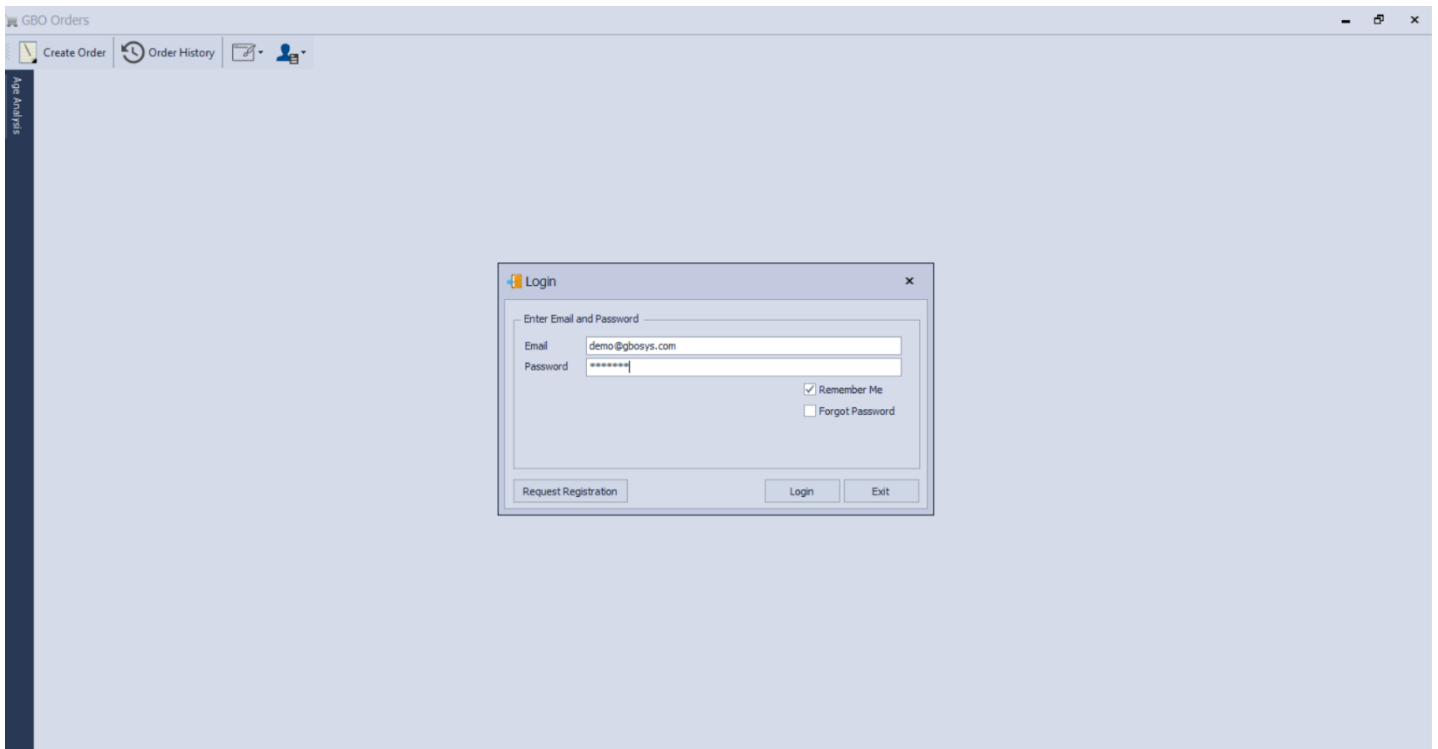 GBO Orders
Create Order Order History
Age Analysis
Login
Enter Email and Password
Email demo@gbosys.com
Password *******
Remember Me
Forgot Password
Request Registration Login Exit